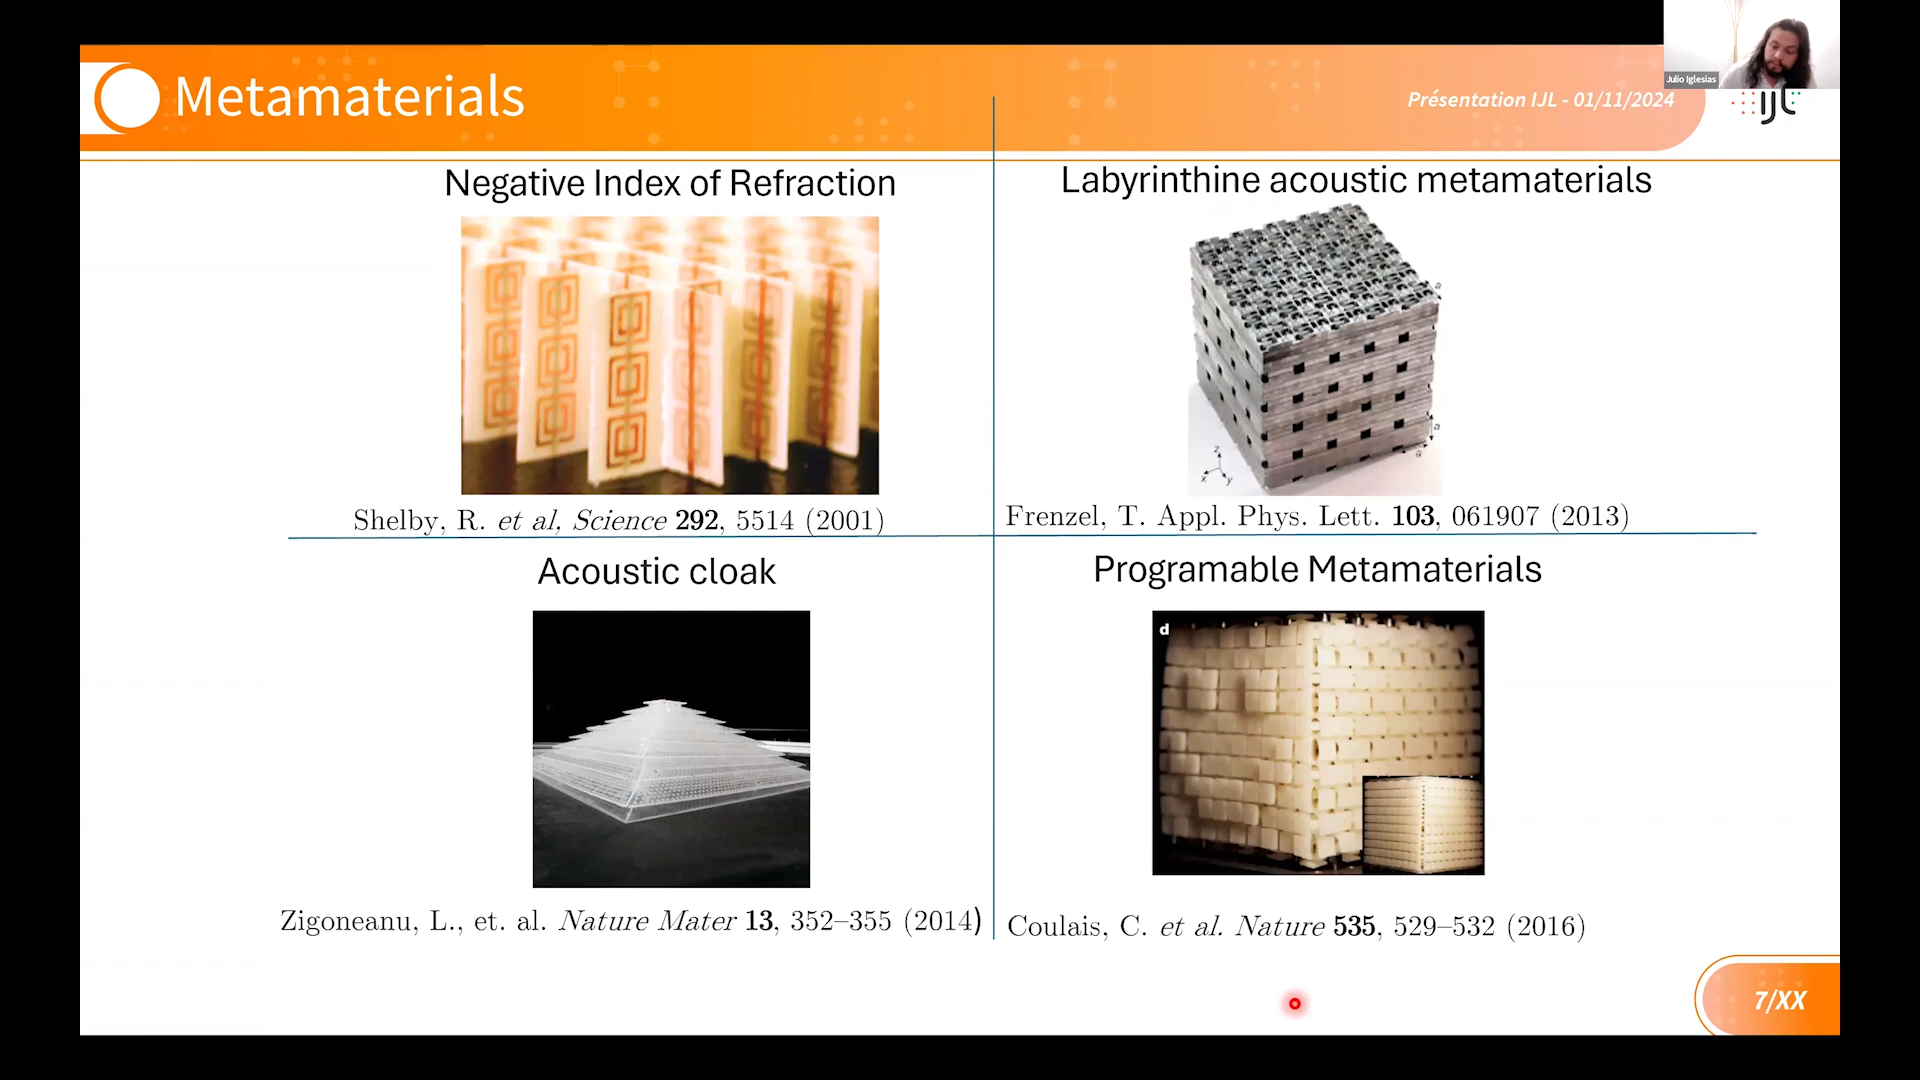 Metamaterials
Présentation IJL - 01/11/2024
Julio Iglesias
ijL
Negative Index of Refraction
Shelby, R. et al, Science 292, 5514 (2001)
Labyrinthine acoustic metamaterials
a
a
a
z
x
y
Frenzel, T. Appl. Phys. Lett. 103, 061907 (2013)
Acoustic cloak
Zigoneanu, L., et. al. Nature Mater 13, 352–355 (2014)
Programable Metamaterials
d
Coulais, C. et al. Nature 535, 529–532 (2016)
7/XX